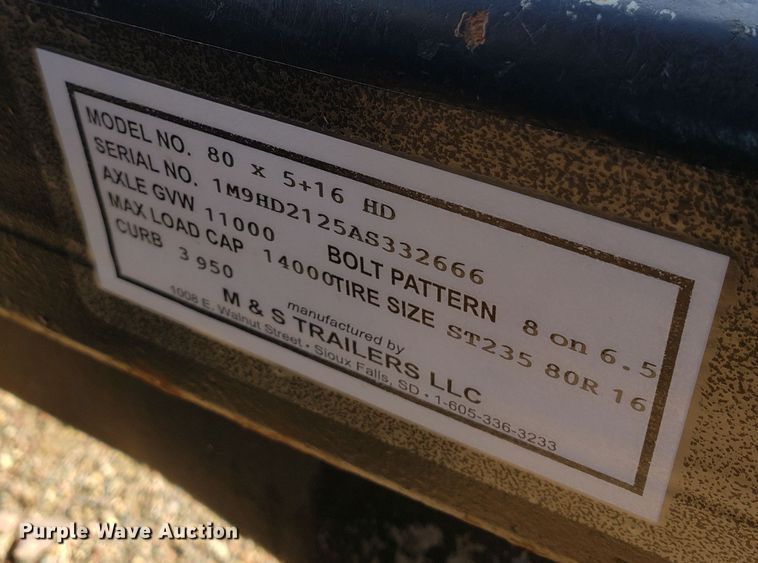 MODEL NO. 80 x 5+16 HD
SERIAL NO. 1M9HD2125AS332666
AXLE GVW 11000 BOLT PATTERN 8 on 6.5
MAX LOAD CAP 14000 TIRE SIZE ST235 80R 16
CURB 3950
manufactured by
M & S TRAILERS LLC
1008 E. Walnut Street • Sioux Falls, SD • 1-605-336-3233
Purple Wave Auction